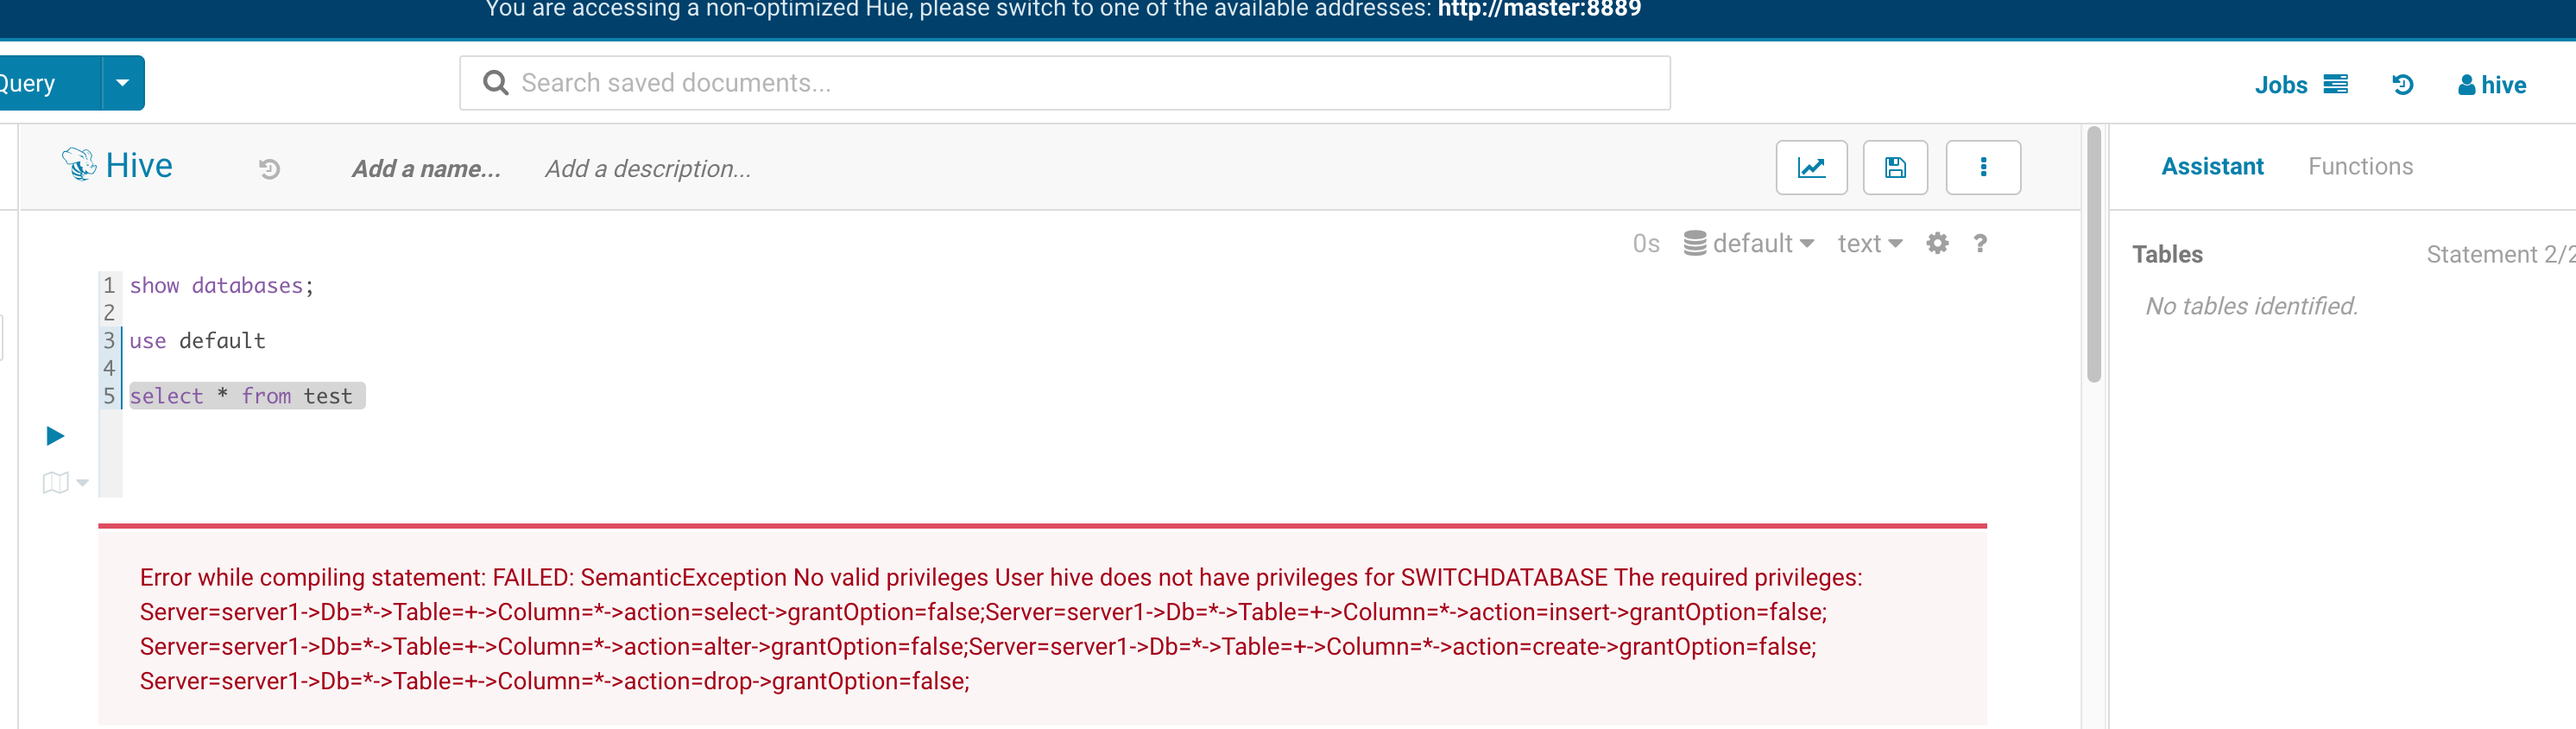 You are accessing a non-optimized Hue, please switch to one of the available addresses: http://master:8889
Query
Search saved documents...
Jobs
hive
Hive
Add a name...
Add a description...
Assistant
Functions
0s
default
text
?
Tables
Statement 2/2
No tables identified.
1 show databases;
2
3 use default
4
5 select * from test
Error while compiling statement: FAILED: SemanticException No valid privileges User hive does not have privileges for SWITCHDATABASE The required privileges:
Server=server1->Db=*->Table=+->Column=*->action=select->grantOption=false;Server=server1->Db=*->Table=+->Column=*->action=insert->grantOption=false;
Server=server1->Db=*->Table=+->Column=*->action=alter->grantOption=false;Server=server1->Db=*->Table=+->Column=*->action=create->grantOption=false;
Server=server1->Db=*->Table=+->Column=*->action=drop->grantOption=false;